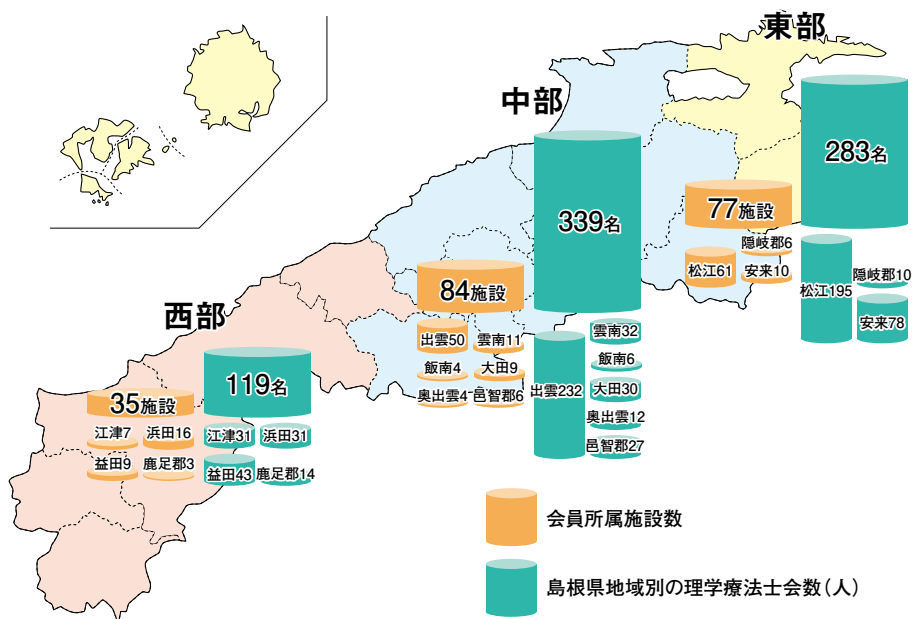 東部
283名
77施設
隠岐郡6
松江61
安来10
松江195
隠岐郡10
安来78
中部
339名
84施設
出雲50
雲南11
飯南4
大田9
奥出雲4
邑智郡6
出雲232
雲南32
飯南6
大田30
奥出雲12
邑智郡27
西部
119名
35施設
江津7
浜田16
益田9
鹿足郡3
江津31
浜田31
益田43
鹿足郡14
会員所属施設数
島根県地域別の理学療法士会数(人)